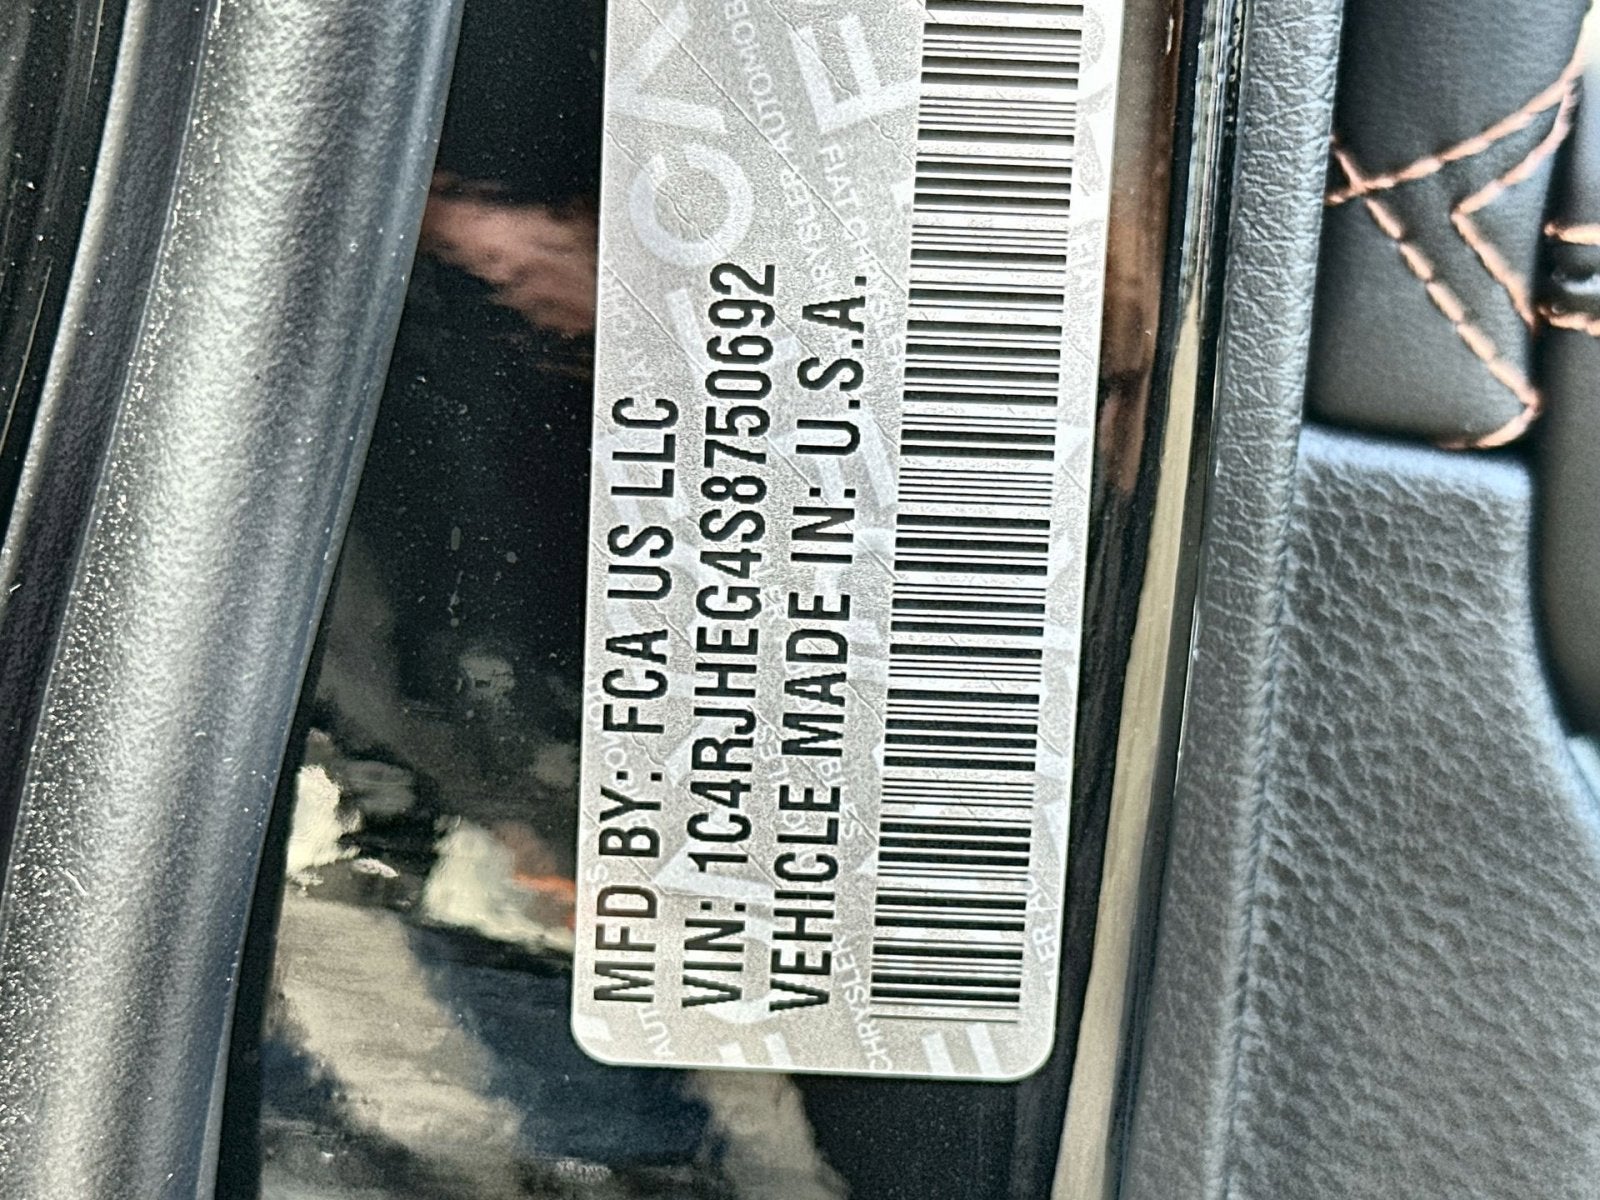 MFD BY: FCA US LLC
VIN: 1C4RJHEG4S8750692
VEHICLE MADE IN: U.S.A.